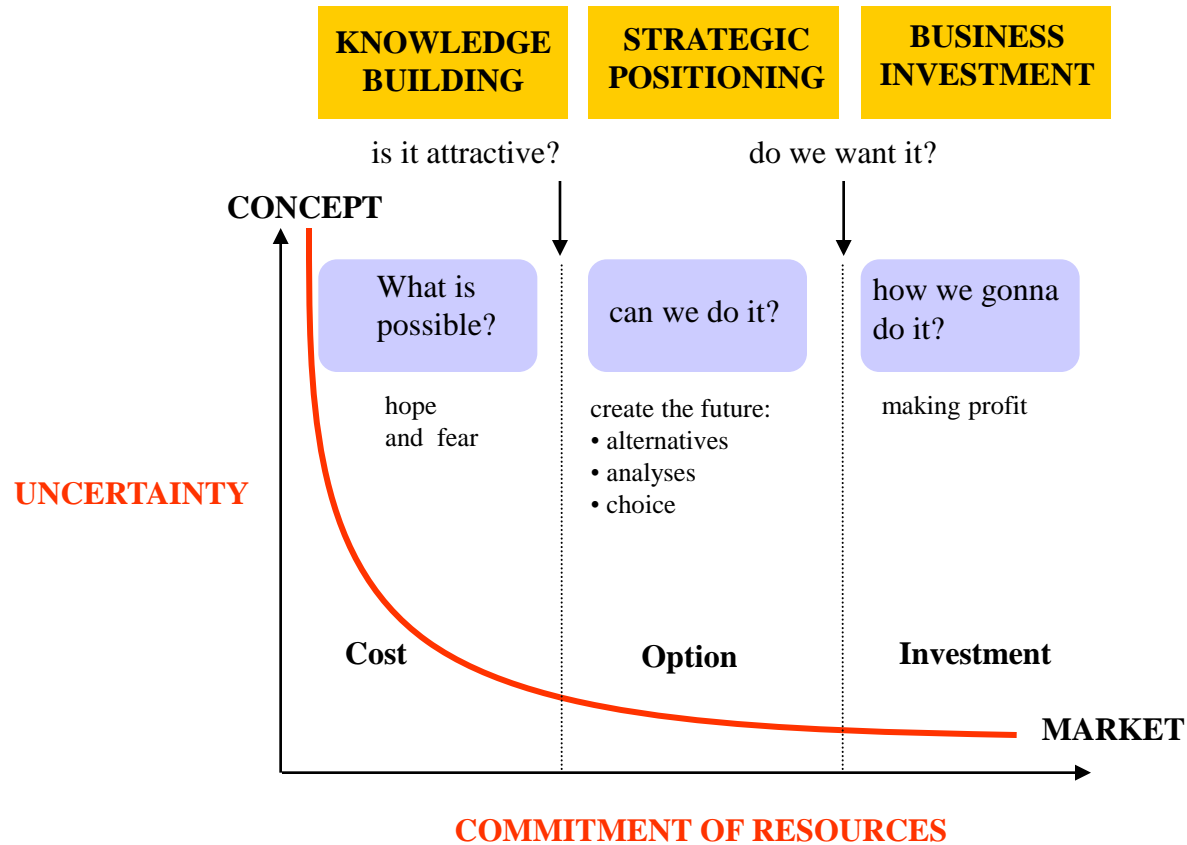 KNOWLEDGE
BUILDING
STRATEGIC
POSITIONING
BUSINESS
INVESTMENT
is it attractive?
do we want it?
CONCEPT
What is
possible?
can we do it?
how we gonna
do it?
hope
and fear
create the future:
• alternatives
• analyses
• choice
making profit
UNCERTAINTY
Cost
Option
Investment
MARKET
COMMITMENT OF RESOURCES